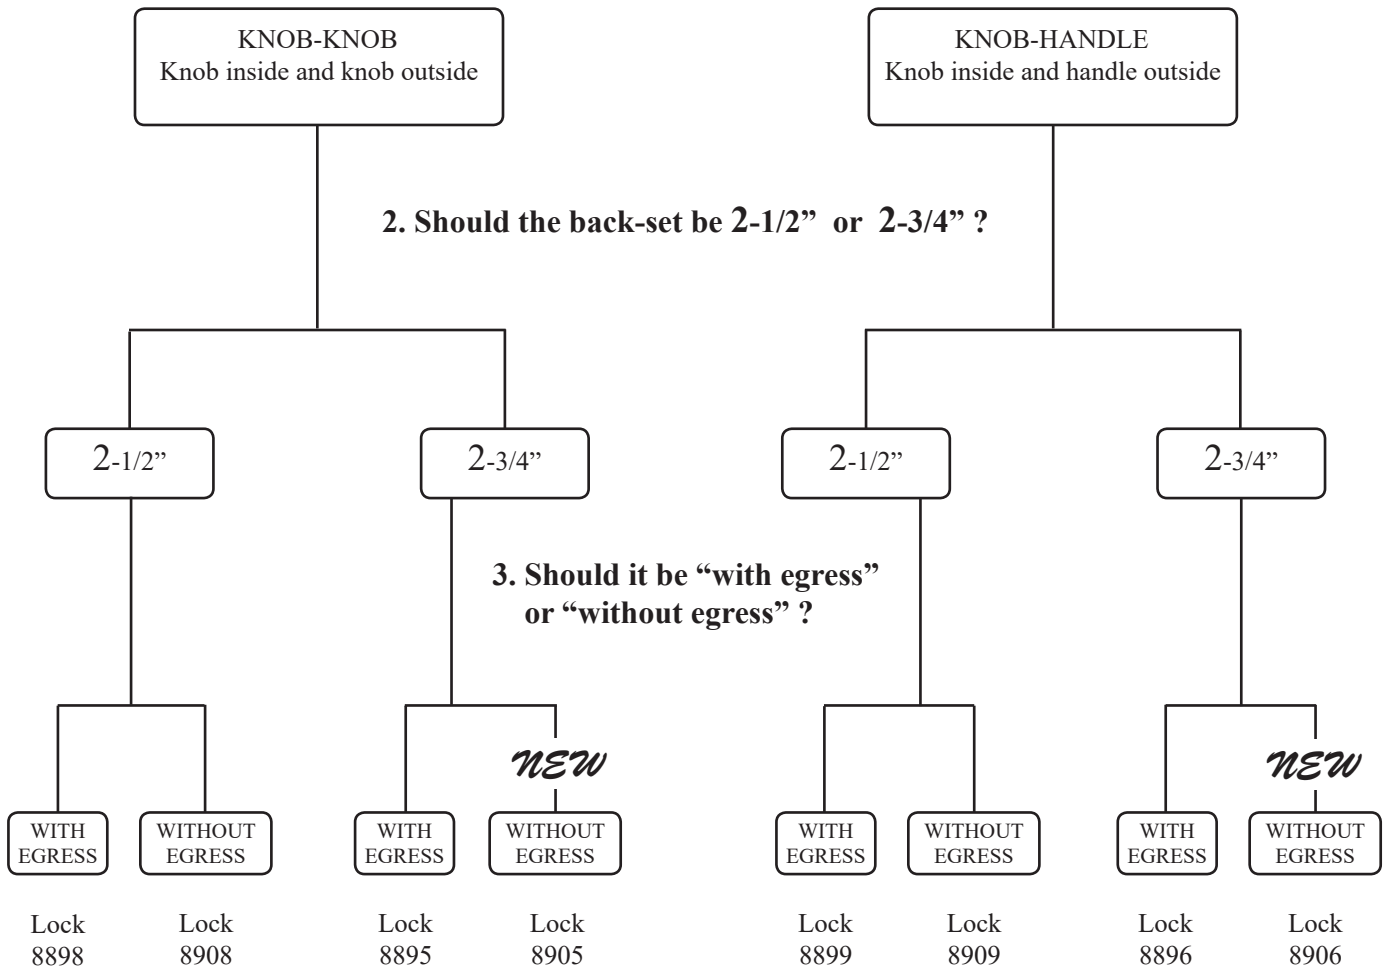 KNOB-KNOB
Knob inside and knob outside
KNOB-HANDLE
Knob inside and handle outside
2. Should the back-set be 2-1/2” or 2-3/4” ?
2-1/2”
2-3/4”
2-1/2”
2-3/4”
3. Should it be “with egress”
or “without egress” ?
NEW
NEW
WITH
EGRESS
WITHOUT
EGRESS
WITH
EGRESS
WITHOUT
EGRESS
WITH
EGRESS
WITHOUT
EGRESS
WITH
EGRESS
WITHOUT
EGRESS
Lock
8898
Lock
8908
Lock
8895
Lock
8905
Lock
8899
Lock
8909
Lock
8896
Lock
8906